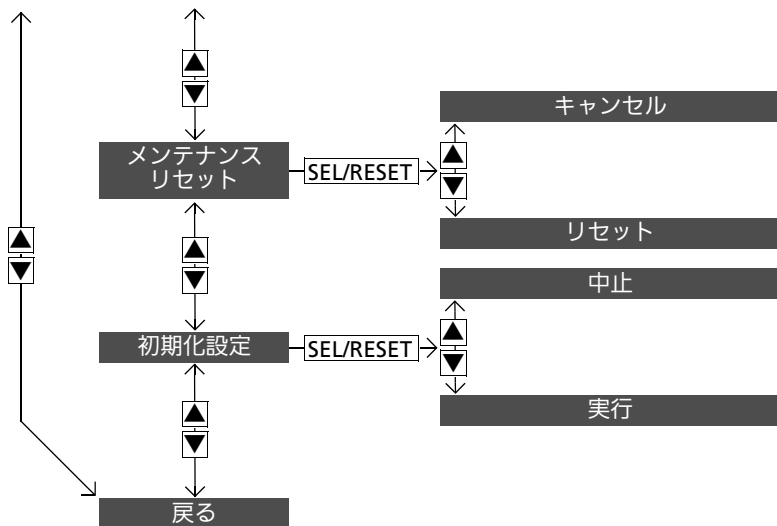 キャンセル
メンテナンス
リセット
SEL/RESET
リセット
中止
初期化設定
SEL/RESET
実行
戻る